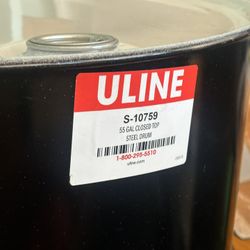 ULINE
S-10759
55 GAL CLOSED TOP
STEEL DRUM
1-800-295-5510
uline.com